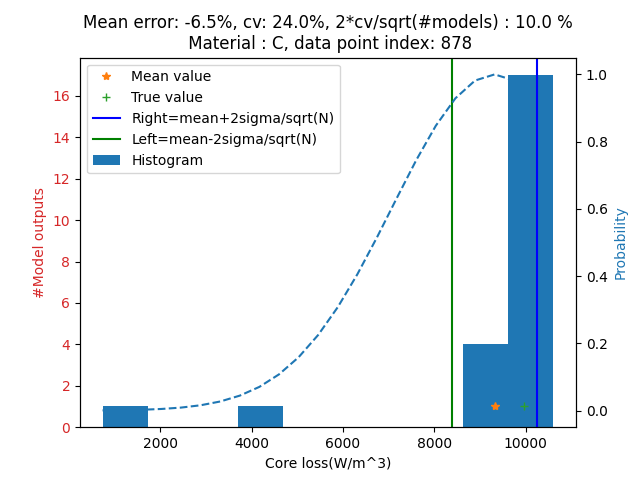 Mean error: -6.5%, cv: 24.0%, 2*cv/sqrt(#models) : 10.0 %
Material : C, data point index: 878
Mean value
True value
Right=mean+2sigma/sqrt(N)
Left=mean-2sigma/sqrt(N)
Histogram
#Model outputs
16
14
12
10
8
6
4
2
0
1.0
0.8
0.6
0.4
0.2
0.0
Probability
2000 4000 6000 8000 10000
Core loss(W/m^3)